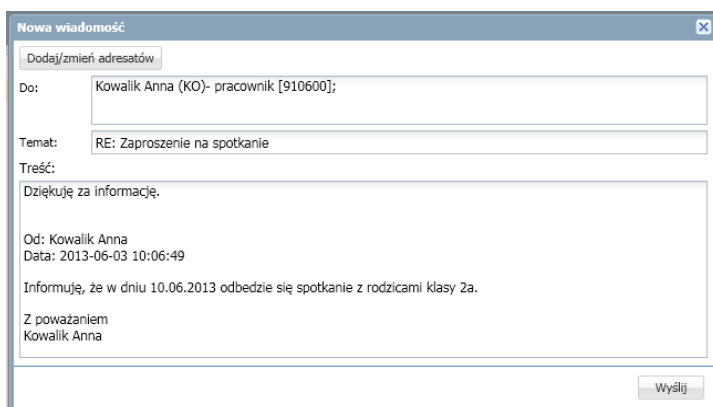 Nowa wiadomość
Dodaj/zmień adresatów
Do: Kowalik Anna (KO)- pracownik [910600];
Temat: RE: Zaproszenie na spotkanie
Treść:
Dziękuję za informację.
Od: Kowalik Anna
Data: 2013-06-03 10:06:49
Informuję, że w dniu 10.06.2013 odbedzie się spotkanie z rodzicami klasy 2a.
Z poważaniem
Kowalik Anna
Wyślij